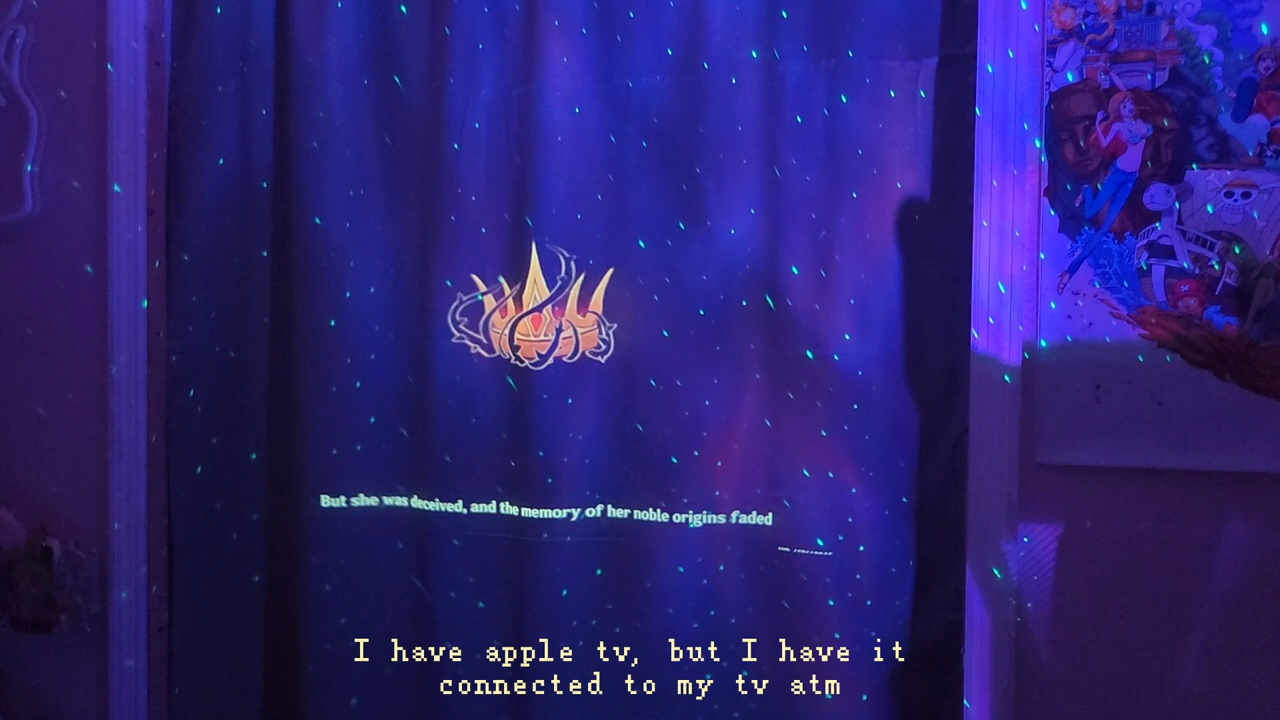 But she was deceived, and the memory of her noble origins faded
I have apple tv, but I have it
connected to my tv atm